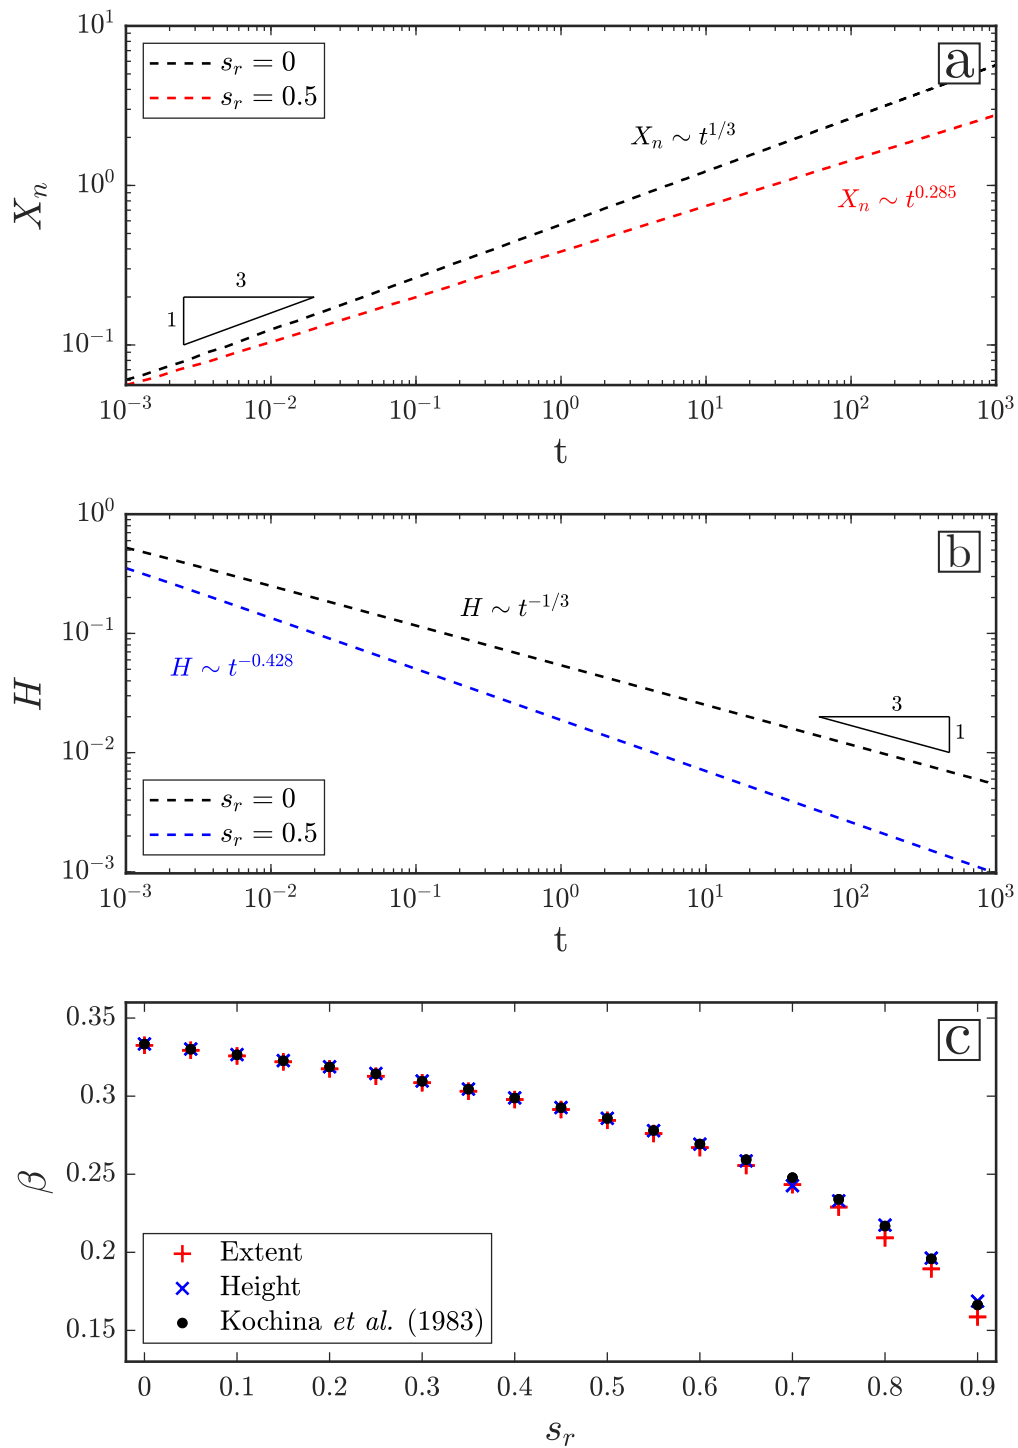 a
s_r = 0
s_r = 0.5
X_n ∼ t^{1/3}
X_n ∼ t^{0.285}
3
1
10^1
10^0
10^{-1}
X_n
10^{-3} 10^{-2} 10^{-1} 10^0 10^1 10^2 10^3
t
b
H ∼ t^{-1/3}
H ∼ t^{-0.428}
3
1
s_r = 0
s_r = 0.5
10^0
10^{-1}
10^{-2}
10^{-3}
H
10^{-3} 10^{-2} 10^{-1} 10^0 10^1 10^2 10^3
t
c
0.35
0.3
0.25
0.2
0.15
β
Extent
Height
Kochina et al. (1983)
0 0.1 0.2 0.3 0.4 0.5 0.6 0.7 0.8 0.9
s_r